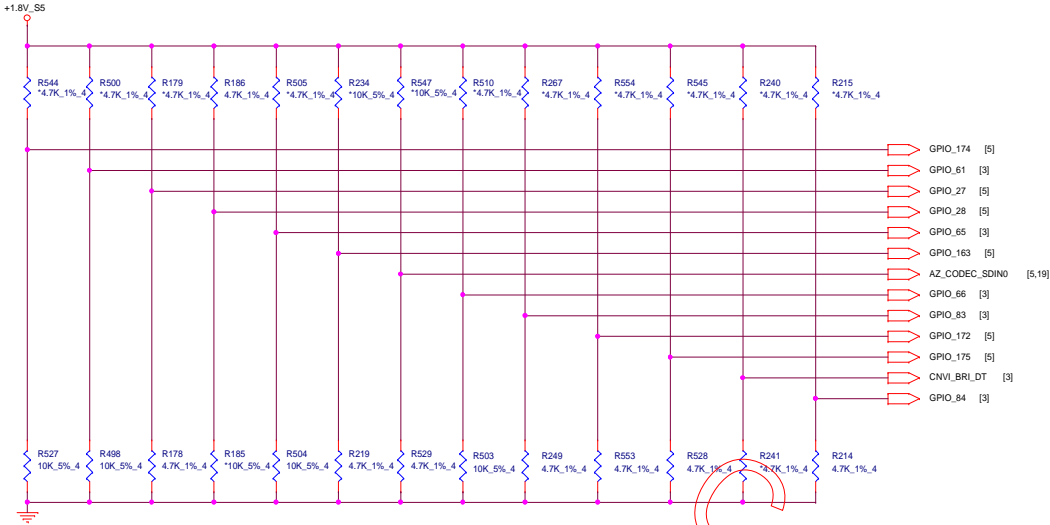 +1.8V_S5
R544 R500 R179 R186 R505 R234 R547 R510 R267 R554 R545 R240 R215
*4.7K_1%_4 *4.7K_1%_4 *4.7K_1%_4 4.7K_1%_4 *4.7K_1%_4 *10K_5%_4 *10K_5%_4 *4.7K_1%_4 *4.7K_1%_4 *4.7K_1%_4 *4.7K_1%_4 *4.7K_1%_4 *4.7K_1%_4
GPIO_174 [5]
GPIO_61 [3]
GPIO_27 [5]
GPIO_28 [5]
GPIO_65 [3]
GPIO_163 [5]
AZ_CODEC_SDIN0 [5,19]
GPIO_66 [3]
GPIO_83 [3]
GPIO_172 [5]
GPIO_175 [5]
CNVI_BRI_DT [3]
GPIO_84 [3]
R527 R498 R178 R185 R504 R219 R529 R503 R249 R553 R528 R241 R214
10K_5%_4 10K_5%_4 4.7K_1%_4 *10K_5%_4 10K_5%_4 4.7K_1%_4 4.7K_1%_4 10K_5%_4 4.7K_1%_4 4.7K_1%_4 4.7K_1%_4 *4.7K_1%_4 4.7K_1%_4